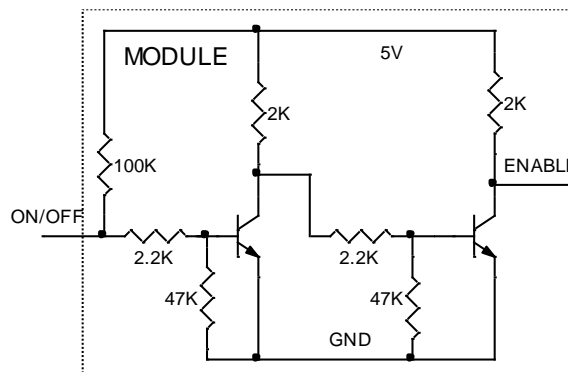 MODULE
5V
2K
2K
100K
ENABLE
ON/OFF
2.2K
2.2K
47K
47K
GND